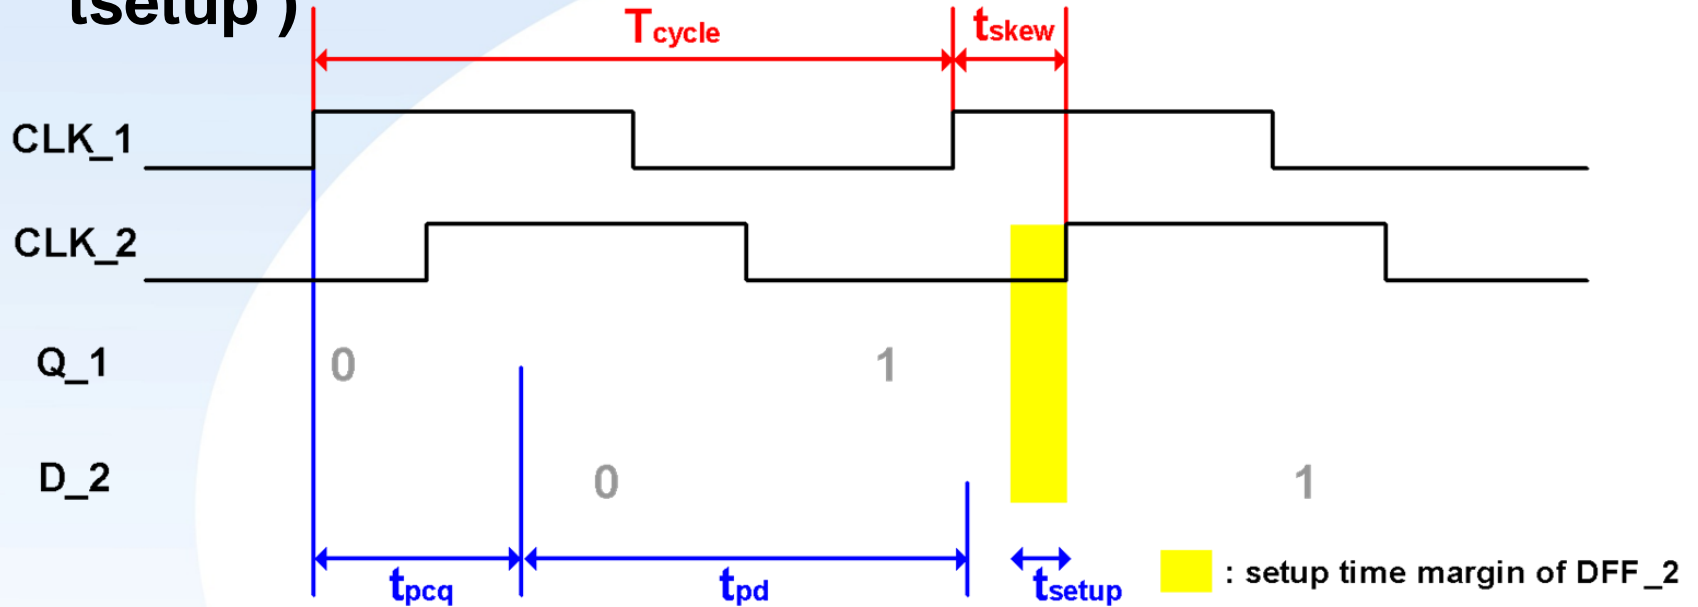 tsetup )
Tcycle
tskew
CLK_1
CLK_2
Q_1
0
1
D_2
0
1
tpcq
tpd
tsetup
: setup time margin of DFF_2